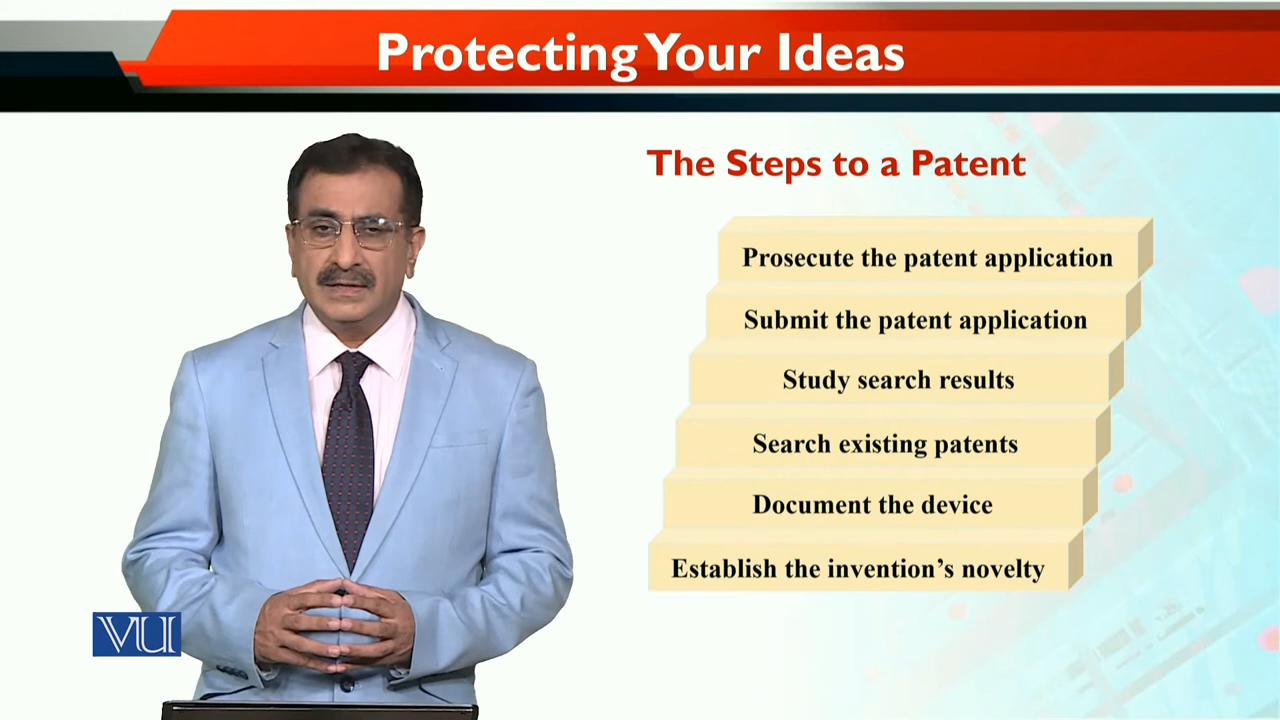 Protecting Your Ideas
The Steps to a Patent
Prosecute the patent application
Submit the patent application
Study search results
Search existing patents
Document the device
Establish the invention’s novelty
VU